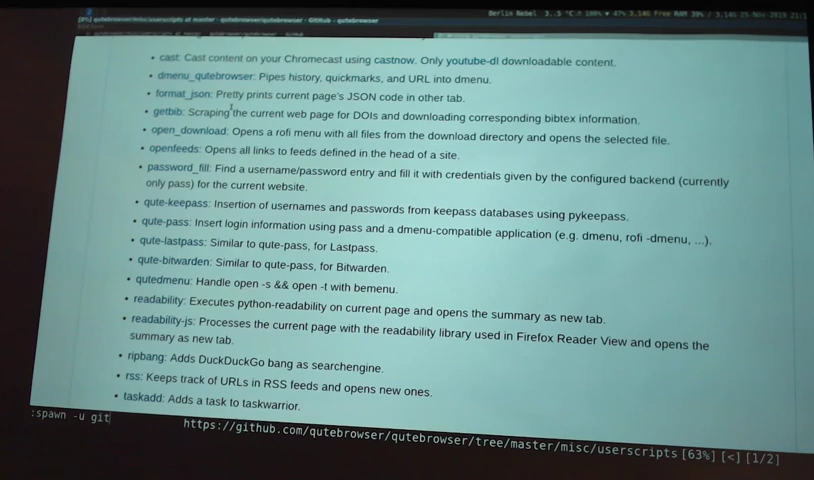 [0%] qutebrowser/misc/userscripts at master · qutebrowser/qutebrowser · GitHub - qutebrowser
• cast: Cast content on your Chromecast using castnow. Only youtube-dl downloadable content.
• dmenu_qutebrowser: Pipes history, quickmarks, and URL into dmenu.
• format_json: Pretty prints current page's JSON code in other tab.
• getbib: Scraping the current web page for DOIs and downloading corresponding bibtex information.
• open_download: Opens a rofi menu with all files from the download directory and opens the selected file.
• openfeeds: Opens all links to feeds defined in the head of a site.
• password_fill: Find a username/password entry and fill it with credentials given by the configured backend (currently
only pass) for the current website.
• qute-keepass: Insertion of usernames and passwords from keepass databases using pykeepass.
• qute-pass: Insert login information using pass and a dmenu-compatible application (e.g. dmenu, rofi -dmenu, ...).
• qute-lastpass: Similar to qute-pass, for Lastpass.
• qute-bitwarden: Similar to qute-pass, for Bitwarden.
• qutedmenu: Handle open -s && open -t with bemenu.
• readability: Executes python-readability on current page and opens the summary as new tab.
• readability-js: Processes the current page with the readability library used in Firefox Reader View and opens the
summary as new tab.
• ripbang: Adds DuckDuckGo bang as searchengine.
• rss: Keeps track of URLs in RSS feeds and opens new ones.
• taskadd: Adds a task to taskwarrior.
:spawn -u git
https://github.com/qutebrowser/qutebrowser/tree/master/misc/userscripts [63%] [<] [1/2]